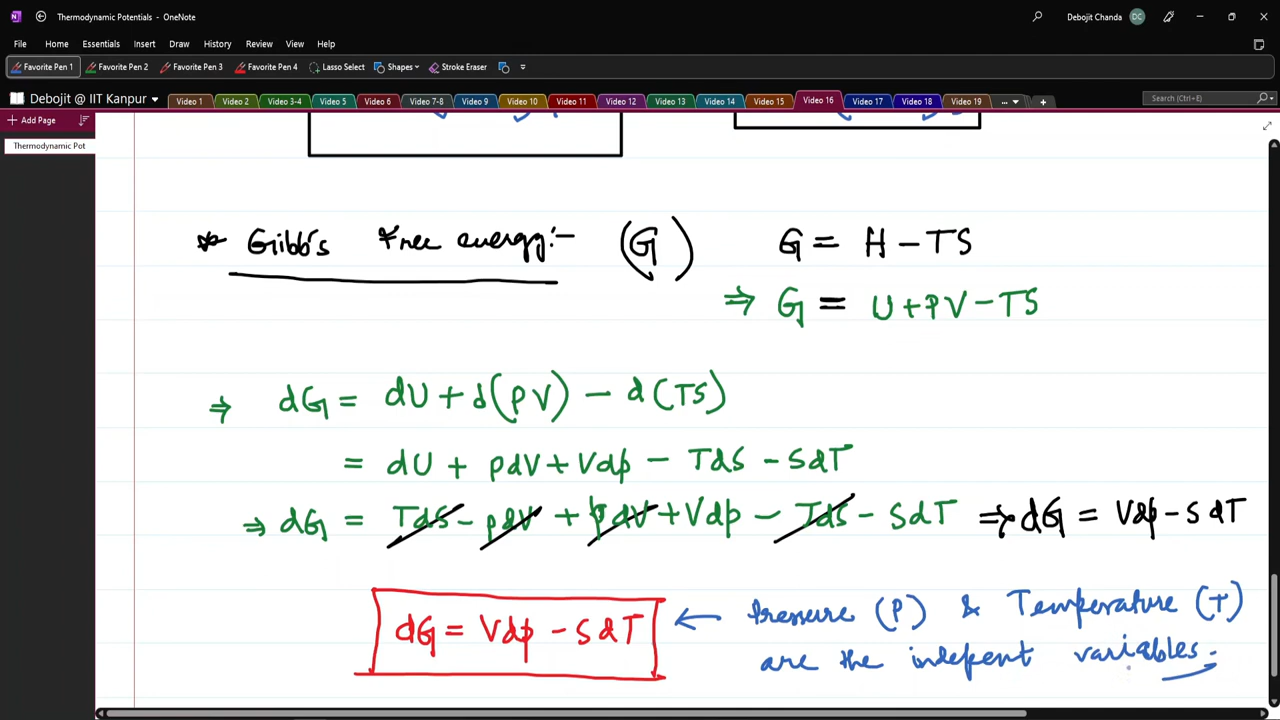 Thermodynamic Potentials - OneNote
Debojit Chanda DC
File Home Essentials Insert Draw History Review View Help
Favorite Pen 1 Favorite Pen 2 Favorite Pen 3 Favorite Pen 4 Lasso Select Shapes Stroke Eraser
Debojit @ IIT Kanpur Video 1 Video 2 Video 3-4 Video 5 Video 6 Video 7-8 Video 9 Video 10 Video 11 Video 12 Video 13 Video 14 Video 15 Video 16 Video 17 Video 18 Video 19 ... Search (Ctrl+E)
Add Page
Thermodynamic Pot
* Gibb's free energy:- (G) G = H - TS
⇒ G = U + PV - TS
⇒ dG = dU + d(PV) - d(TS)
= dU + pdV + Vdp - Tds - SdT
⇒ dG = Tds - pdV + pdV + Vdp - Tds - SdT ⇒ dG = Vdp - SdT
dG = Vdp - SdT ← Pressure (P) & Temperature (T)
are the indepent variables.